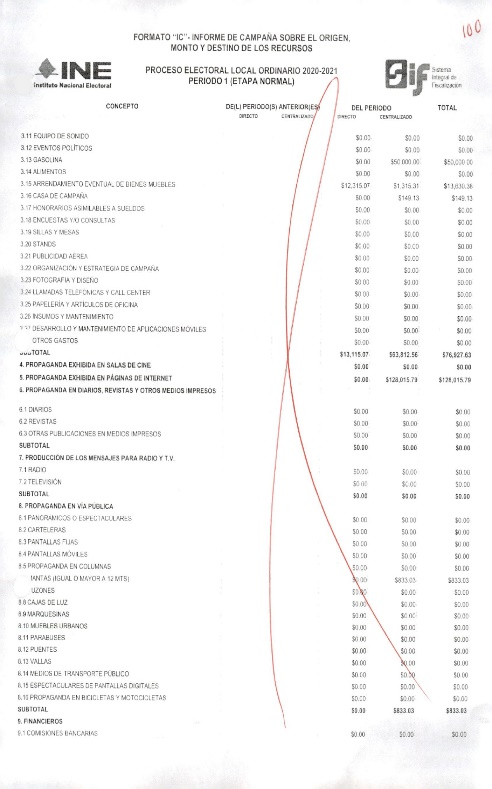 100
FORMATO "IC"- INFORME DE CAMPAÑA SOBRE EL ORIGEN,
MONTO Y DESTINO DE LOS RECURSOS
INE
Instituto Nacional Electoral
PROCESO ELECTORAL LOCAL ORDINARIO 2020-2021
PERIODO 1 (ETAPA NORMAL)
Sif
Sistema
Integral de
Fiscalización
CONCEPTO DE(L) PERIODO(S) ANTERIOR(ES) DEL PERIODO TOTAL
DIRECTO CENTRALIZADO DIRECTO CENTRALIZADO
3.11 EQUIPO DE SONIDO $0.00 $0.00 $0.00
3.12 EVENTOS POLÍTICOS $0.00 $0.00 $0.00
3.13 GASOLINA $0.00 $50,000.00 $50,000.00
3.14 ALIMENTOS $0.00 $0.00 $0.00
3.15 ARRENDAMIENTO EVENTUAL DE BIENES MUEBLES $12,315.07 $1,315.31 $13,630.38
3.16 CASA DE CAMPAÑA $0.00 $149.13 $149.13
3.17 HONORARIOS ASIMILABLES A SUELDOS $0.00 $0.00 $0.00
3.18 ENCUESTAS Y/O CONSULTAS $0.00 $0.00 $0.00
3.19 SILLAS Y MESAS $0.00 $0.00 $0.00
3.20 STANDS $0.00 $0.00 $0.00
3.21 PUBLICIDAD AEREA $0.00 $0.00 $0.00
3.22 ORGANIZACIÓN Y ESTRATEGIA DE CAMPAÑA $0.00 $0.00 $0.00
3.23 FOTOGRAFÍA Y DISEÑO $0.00 $0.00 $0.00
3.24 LLAMADAS TELEFONICAS Y CALL CENTER $0.00 $0.00 $0.00
3.25 PAPELERÍA Y ARTÍCULOS DE OFICINA $0.00 $0.00 $0.00
3.26 INSUMOS Y MANTENIMIENTO $0.00 $0.00 $0.00
DESARROLLO Y MANTENIMIENTO DE APLICACIONES MOVILES $0.00 $0.00 $0.00
OTROS GASTOS $0.00 $0.00 $0.00
SUBTOTAL $13,115.07 $63,812.56 $76,927.63
4. PROPAGANDA EXHIBIDA EN SALAS DE CINE $0.00 $0.00 $0.00
5. PROPAGANDA EXHIBIDA EN PÁGINAS DE INTERNET $0.00 $128,015.79 $128,015.79
6. PROPAGANDA EN DIARIOS, REVISTAS Y OTROS MEDIOS IMPRESOS
6.1 DIARIOS $0.00 $0.00 $0.00
6.2 REVISTAS $0.00 $0.00 $0.00
6.3 OTRAS PUBLICACIONES EN MEDIOS IMPRESOS $0.00 $0.00 $0.00
SUBTOTAL $0.00 $0.00 $0.00
7. PRODUCCIÓN DE LOS MENSAJES PARA RADIO Y T.V.
7.1 RADIO $0.00 $0.00 $0.00
7.2 TELEVISIÓN $0.00 $0.00 $0.00
SUBTOTAL $0.00 $0.00 $0.00
8. PROPAGANDA EN VÍA PÚBLICA
8.1 PANORÁMICOS O ESPECTACULARES $0.00 $0.00 $0.00
8.2 CARTELERAS $0.00 $0.00 $0.00
8.3 PANTALLAS FIJAS $0.00 $0.00 $0.00
8.4 PANTALLAS MÓVILES $0.00 $0.00 $0.00
8.5 PROPAGANDA EN COLUMNAS $0.00 $0.00 $0.00
MANTAS (IGUAL O MAYOR A 12 MTS) $0.00 $833.03 $833.03
BUZONES $0.00 $0.00 $0.00
8.8 CAJAS DE LUZ $0.00 $0.00 $0.00
8.9 MARQUESINAS $0.00 $0.00 $0.00
8.10 MUEBLES URBANOS $0.00 $0.00 $0.00
8.11 PARABUSES $0.00 $0.00 $0.00
8.12 PUENTES $0.00 $0.00 $0.00
8.13 VALLAS $0.00 $0.00 $0.00
8.14 MEDIOS DE TRANSPORTE PÚBLICO $0.00 $0.00 $0.00
8.15 ESPECTACULARES DE PANTALLAS DIGITALES $0.00 $0.00 $0.00
8.16 PROPAGANDA EN BICICLETAS Y MOTOCICLETAS $0.00 $0.00 $0.00
SUBTOTAL $0.00 $833.03 $833.03
9. FINANCIEROS
9.1 COMISIONES BANCARIAS $0.00 $0.00 $0.00